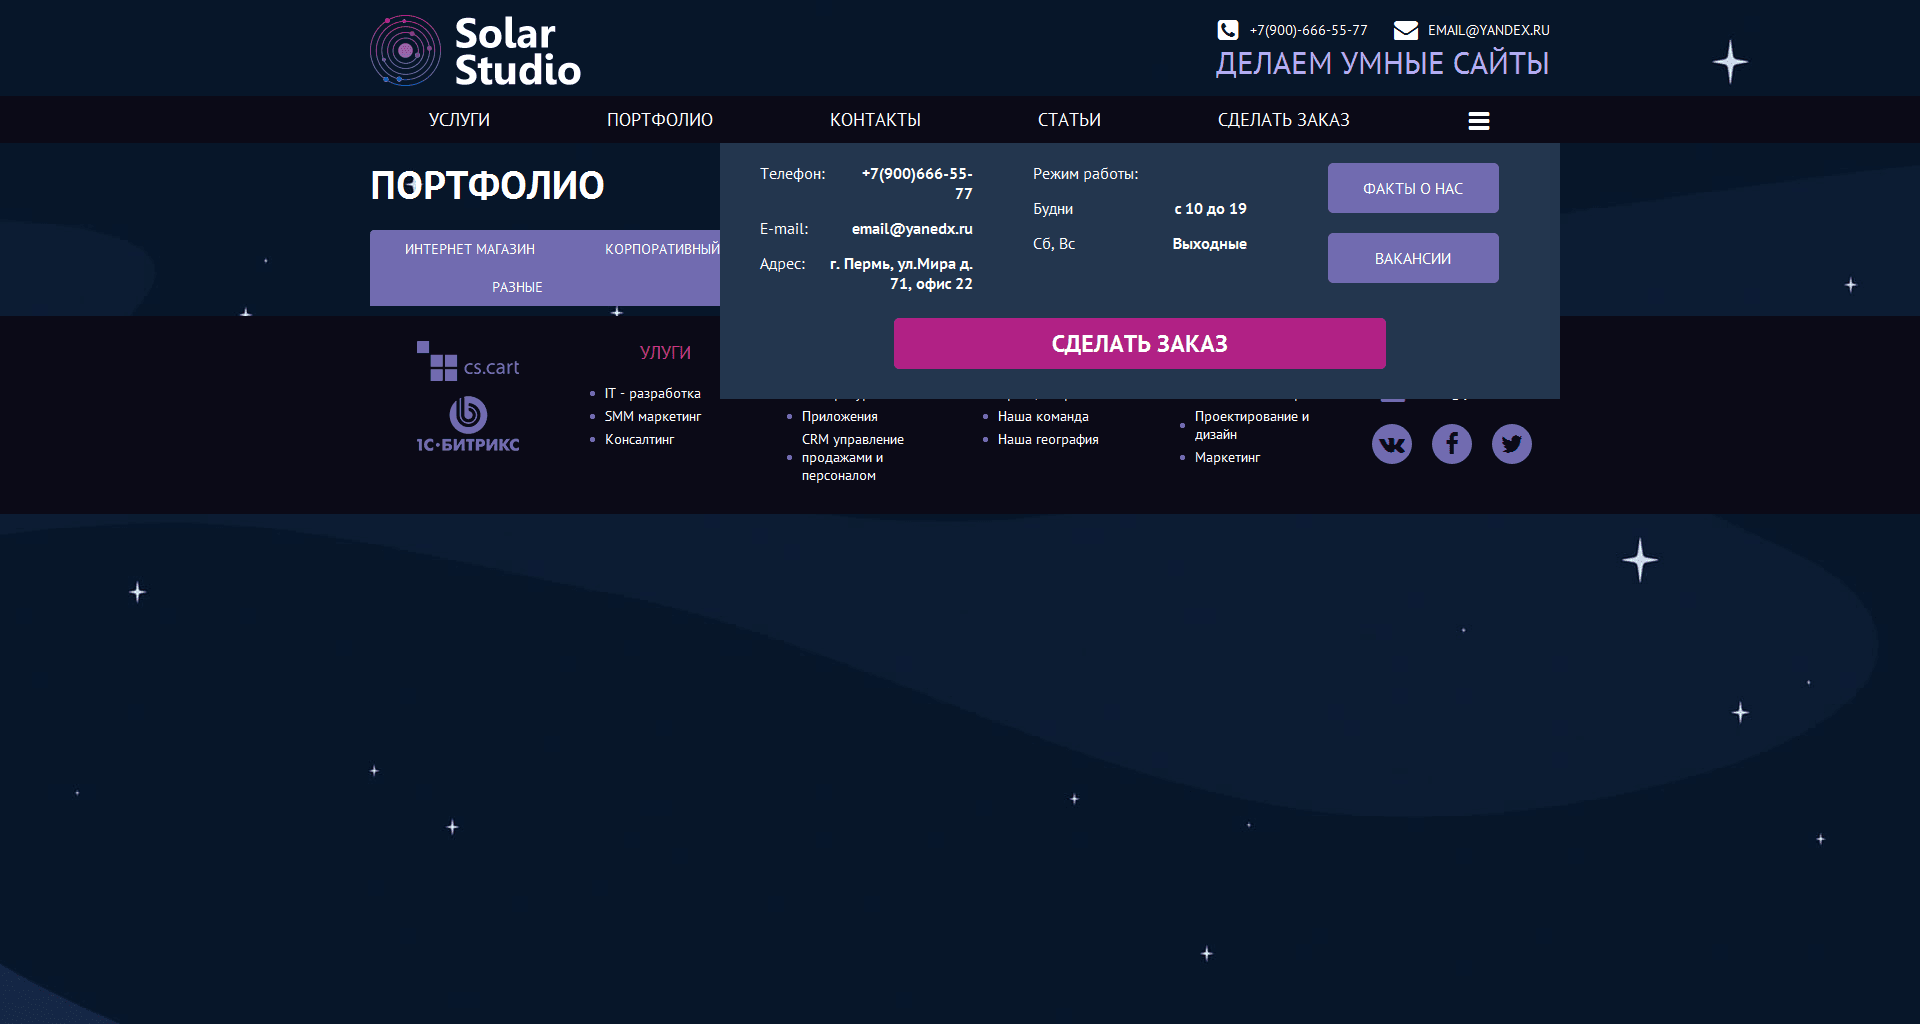 Solar
Studio
+7(900)-666-55-77
EMAIL@YANDEX.RU
ДЕЛАЕМ УМНЫЕ САЙТЫ
УСЛУГИ
ПОРТФОЛИО
КОНТАКТЫ
СТАТЬИ
СДЕЛАТЬ ЗАКАЗ
ПОРТФОЛИО
ИНТЕРНЕТ МАГАЗИН
КОРПОРАТИВНЫЙ
РАЗНЫЕ
Телефон:
+7(900)666-55-
77
E-mail:
email@yanedx.ru
Адрес:
г. Пермь, ул.Мира д.
71, офис 22
Режим работы:
Будни
с 10 до 19
Сб, Вс
Выходные
ФАКТЫ О НАС
ВАКАНСИИ
СДЕЛАТЬ ЗАКАЗ
cs.cart
1С·БИТРИКС
УЛУГИ
IT - разработка
SMM маркетинг
Консалтинг
Приложения
CRM управление
продажами и
персоналом
Наша команда
Наша география
Проектирование и
дизайн
Маркетинг